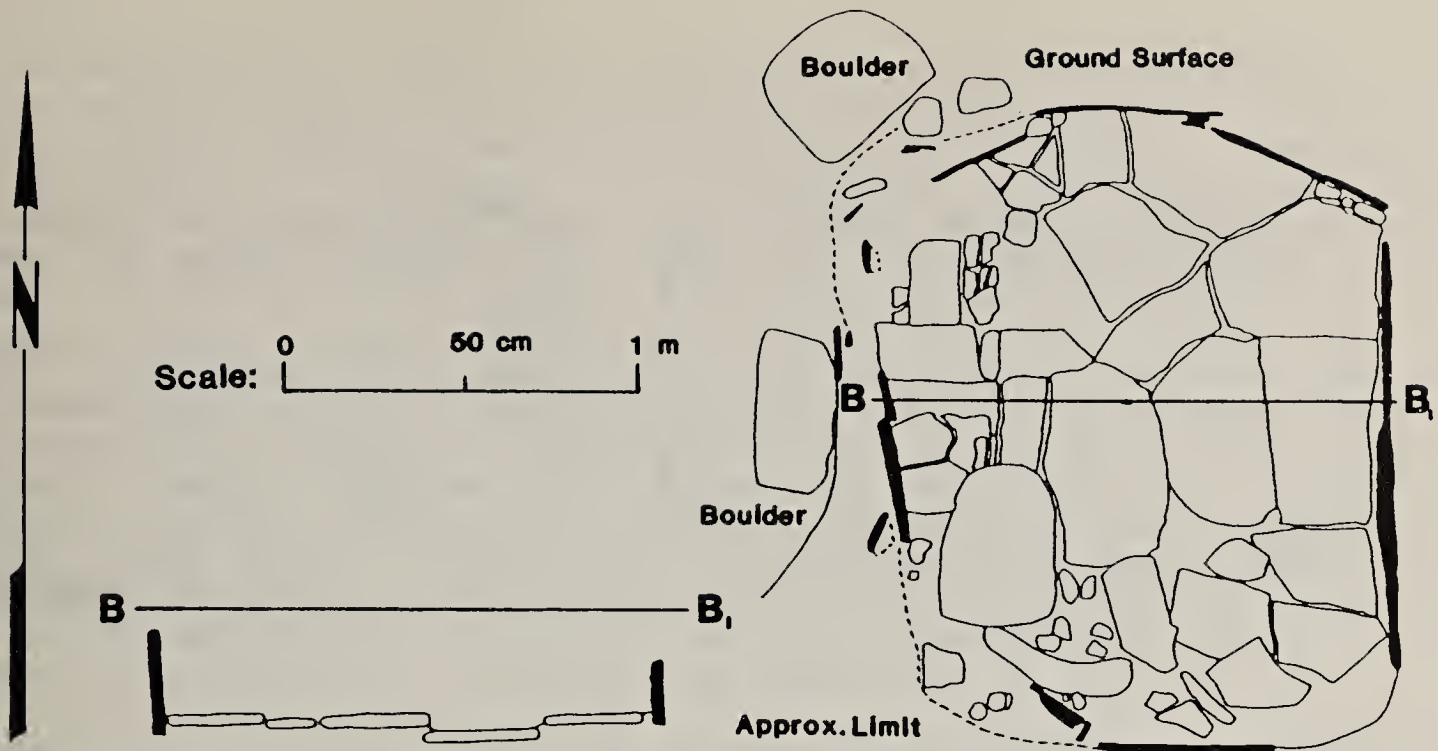 Boulder
Ground Surface
N
0 50 cm 1 m
Scale:
B B₁
Boulder
B B₁
Approx. Limit